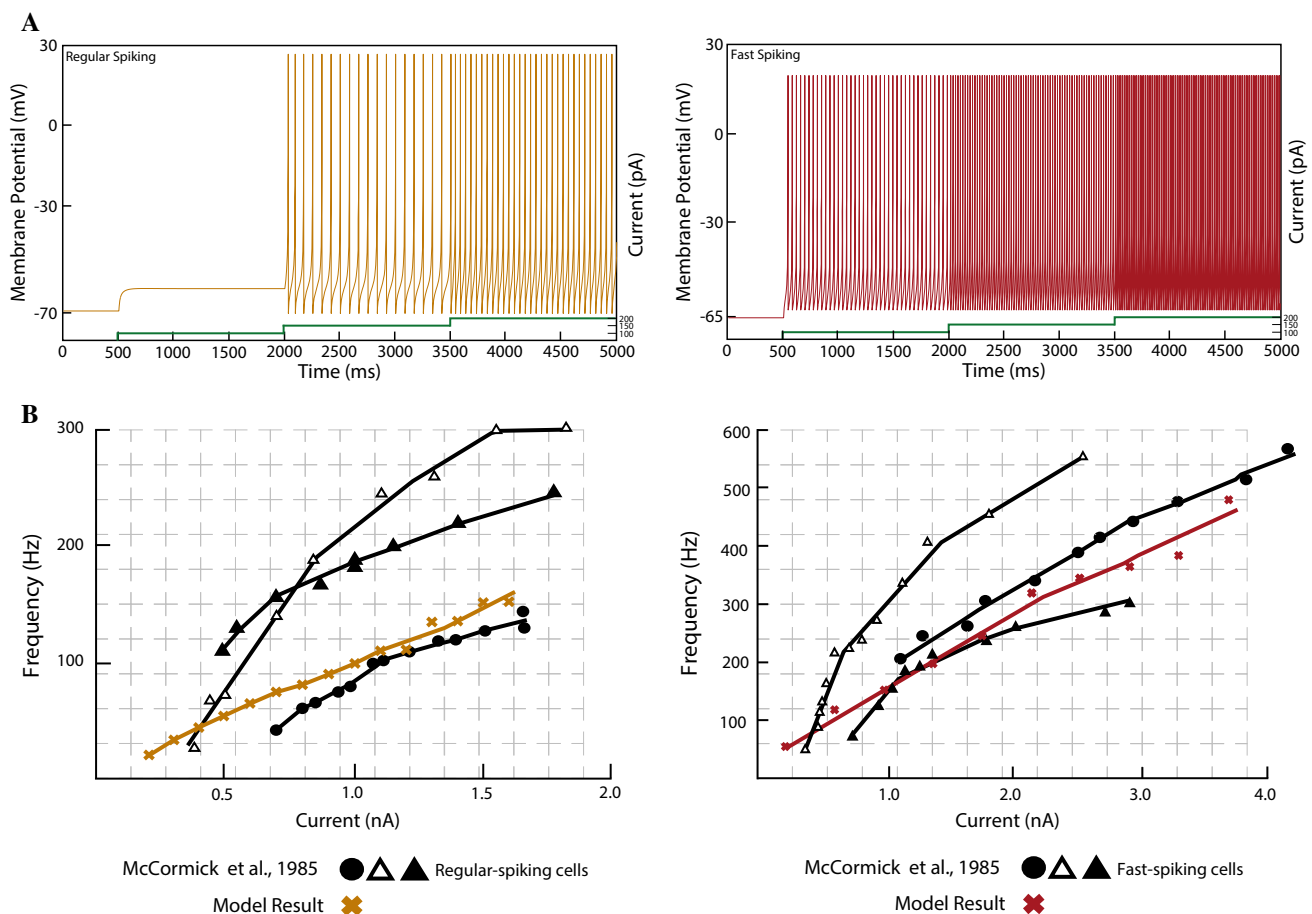 A
Regular Spiking
Membrane Potential (mV)
30
0
-30
-70
0 500 1000 1500 2000 2500 3000 3500 4000 4500 5000
Time (ms)
200
150
100
Current (pA)
Fast Spiking
Membrane Potential (mV)
30
0
-30
-65
0 500 1000 1500 2000 2500 3000 3500 4000 4500 5000
Time (ms)
200
150
100
Current (pA)
B
Frequency (Hz)
300
200
100
0.5 1.0 1.5 2.0
Current (nA)
McCormick et al., 1985 Regular-spiking cells
Model Result
Frequency (Hz)
600
500
400
300
200
100
1.0 2.0 3.0 4.0
Current (nA)
McCormick et al., 1985 Fast-spiking cells
Model Result